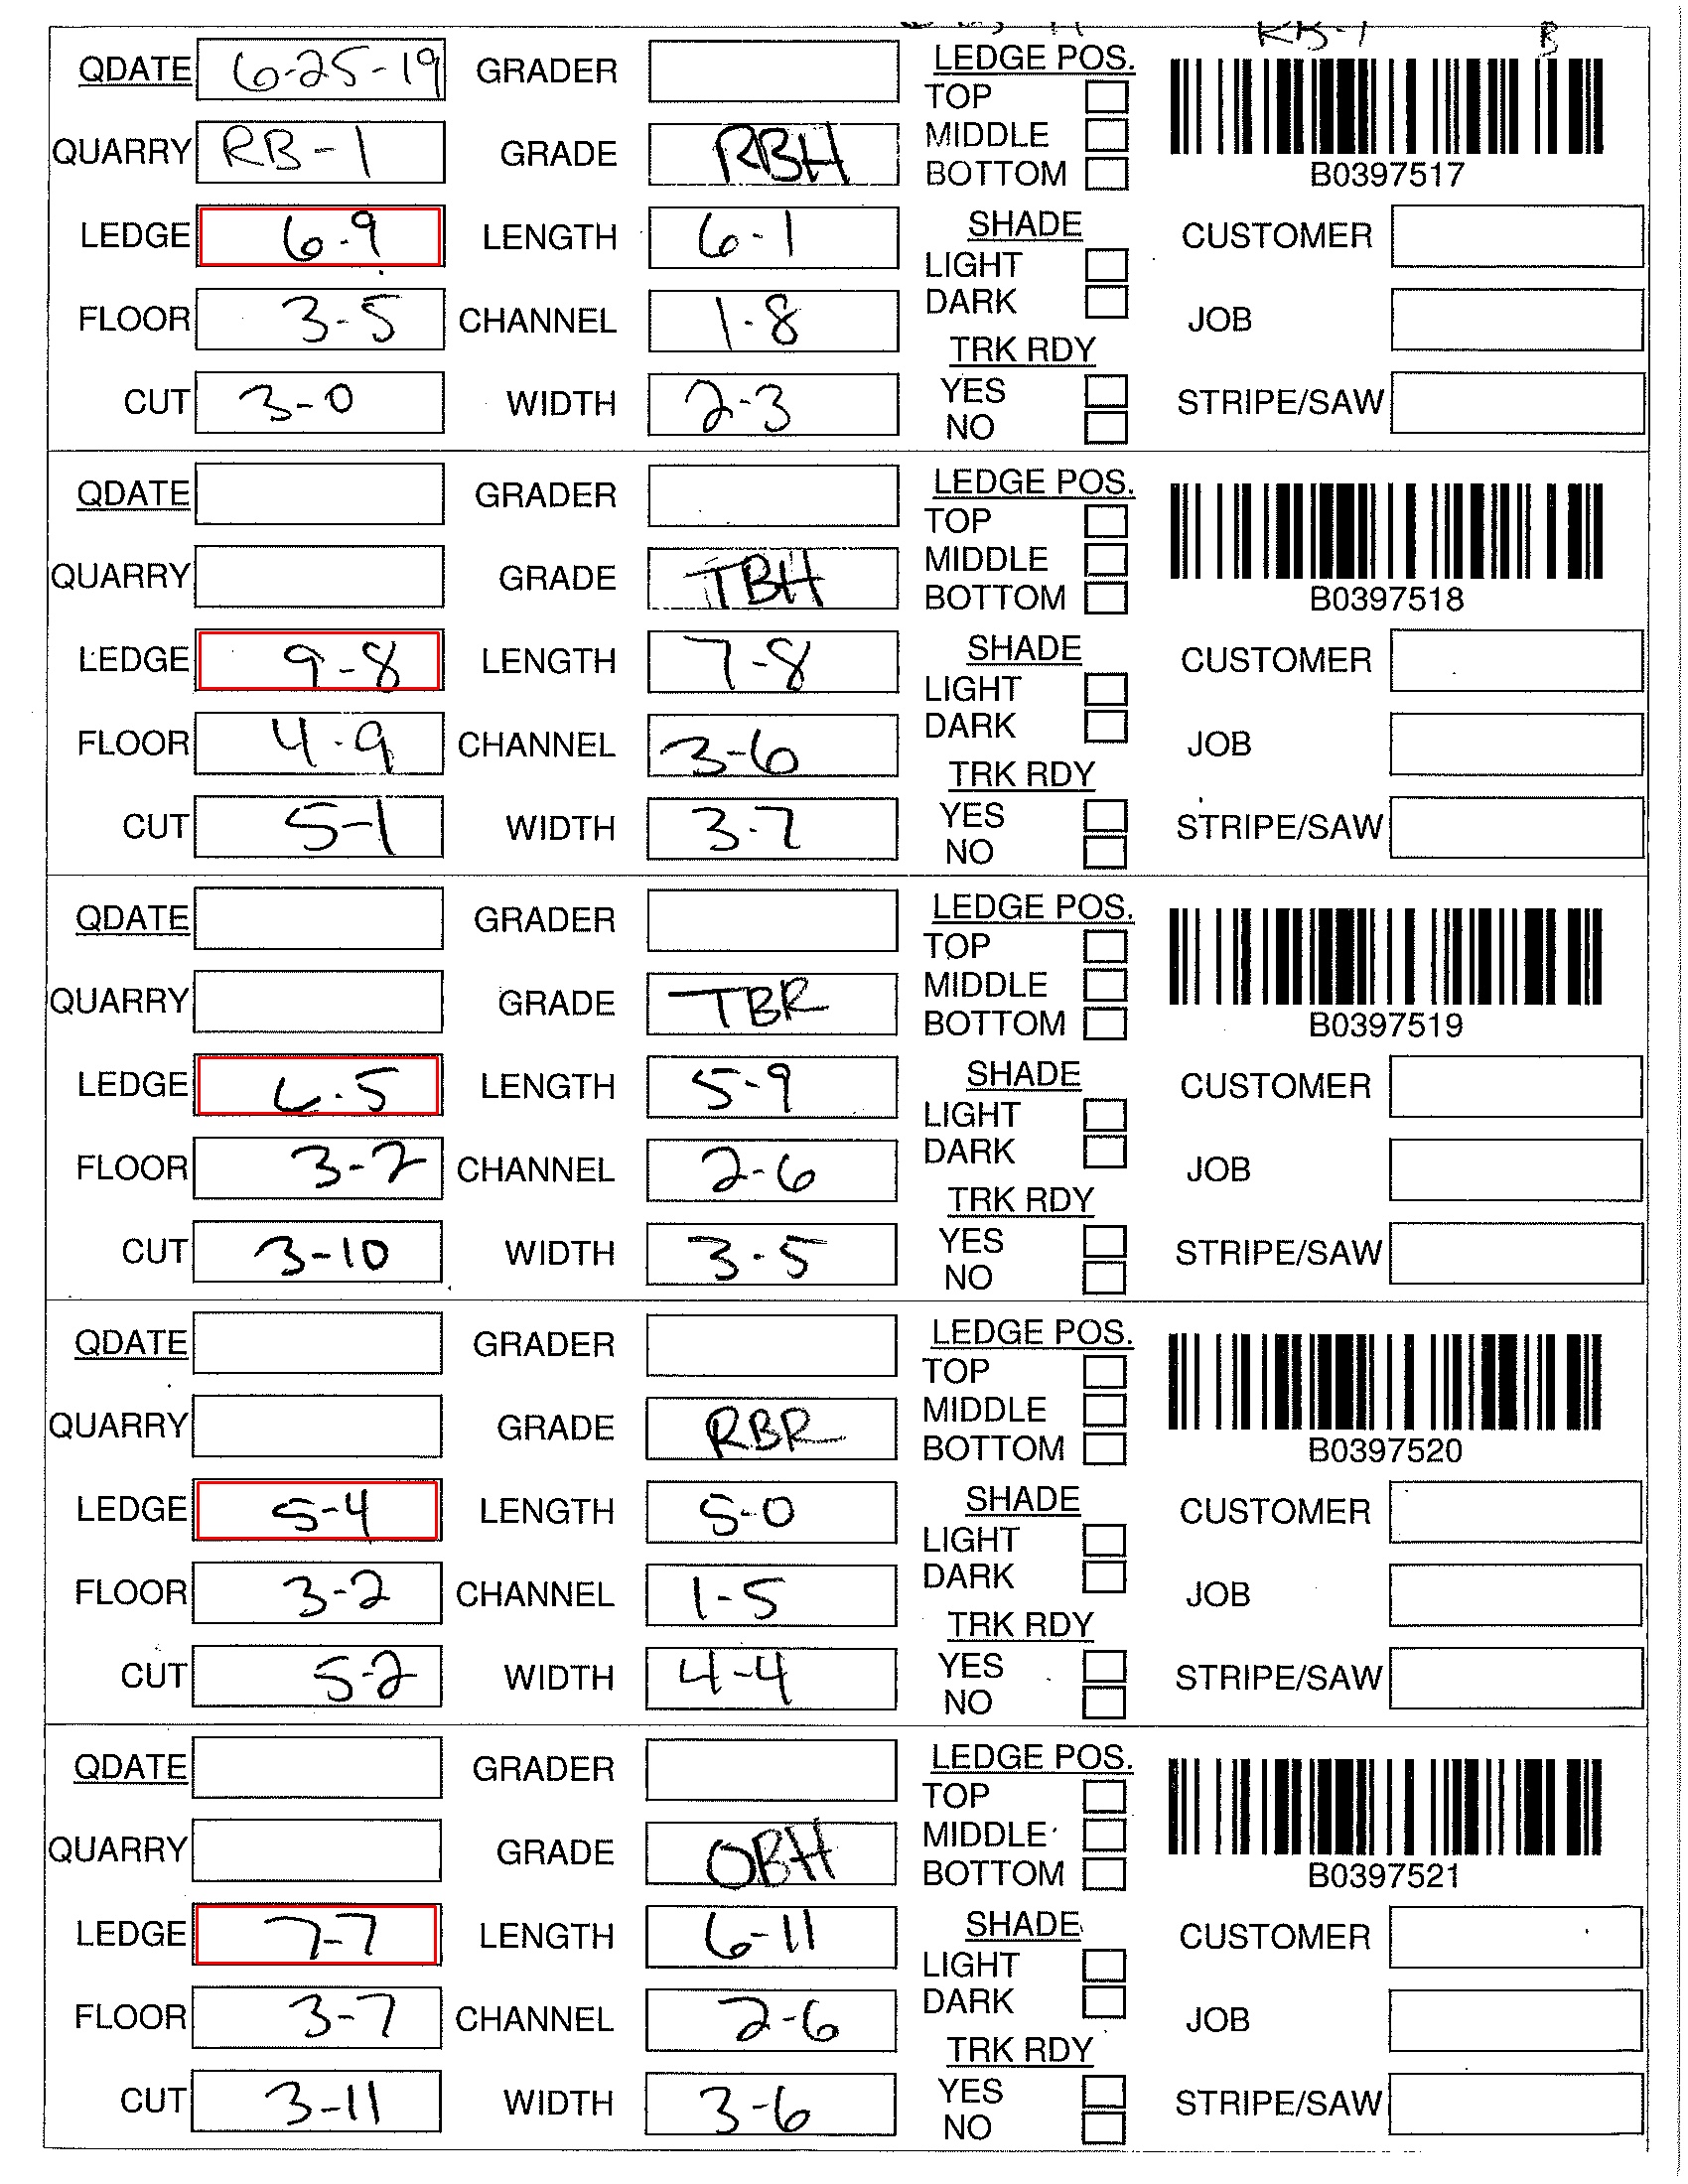 RB-1 B
QDATE 6-25-19 GRADER LEDGE POS.
TOP
QUARRY RB-1 GRADE RBH MIDDLE
BOTTOM B0397517
LEDGE 6-9 LENGTH 6-1 SHADE CUSTOMER
LIGHT
FLOOR 3-5 CHANNEL 1-8 DARK JOB
TRK RDY
CUT 3-0 WIDTH 2-3 YES STRIPE/SAW
NO
QDATE GRADER LEDGE POS.
TOP
QUARRY GRADE TBH MIDDLE
BOTTOM B0397518
LEDGE 9-8 LENGTH 7-8 SHADE CUSTOMER
LIGHT
FLOOR 4-9 CHANNEL 3-6 DARK JOB
TRK RDY
CUT 5-1 WIDTH 3-7 YES STRIPE/SAW
NO
QDATE GRADER LEDGE POS.
TOP
QUARRY GRADE TBR MIDDLE
BOTTOM B0397519
LEDGE 6-5 LENGTH 5-9 SHADE CUSTOMER
LIGHT
FLOOR 3-7 CHANNEL 2-6 DARK JOB
TRK RDY
CUT 3-10 WIDTH 3-5 YES STRIPE/SAW
NO
QDATE GRADER LEDGE POS.
TOP
QUARRY GRADE RBR MIDDLE
BOTTOM B0397520
LEDGE 5-4 LENGTH 5-0 SHADE CUSTOMER
LIGHT
FLOOR 3-2 CHANNEL 1-5 DARK JOB
TRK RDY
CUT 5-2 WIDTH 4-4 YES STRIPE/SAW
NO
QDATE GRADER LEDGE POS.
TOP
QUARRY GRADE OBH MIDDLE
BOTTOM B0397521
LEDGE 7-7 LENGTH 6-11 SHADE CUSTOMER
LIGHT
FLOOR 3-7 CHANNEL 2-6 DARK JOB
TRK RDY
CUT 3-11 WIDTH 3-6 YES STRIPE/SAW
NO